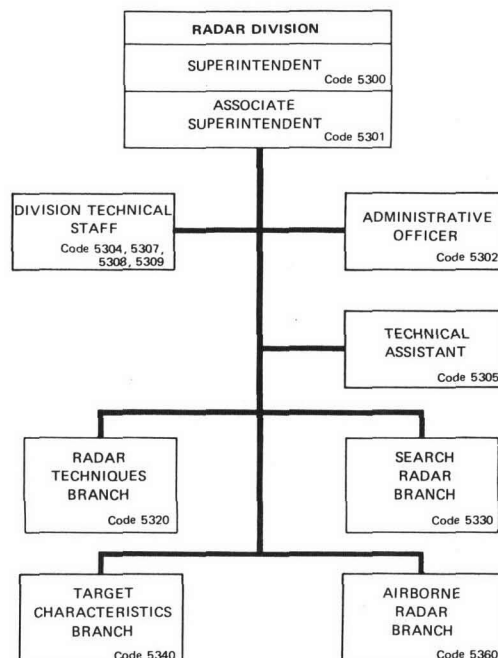 RADAR DIVISION
SUPERINTENDENT
Code 5300
ASSOCIATE
SUPERINTENDENT
Code 5301
DIVISION TECHNICAL
STAFF
Code 5304, 5307,
5308, 5309
ADMINISTRATIVE
OFFICER
Code 5302
TECHNICAL
ASSISTANT
Code 5305
RADAR
TECHNIQUES
BRANCH
Code 5320
SEARCH
RADAR
BRANCH
Code 5330
TARGET
CHARACTERISTICS
BRANCH
Code 5340
AIRBORNE
RADAR
BRANCH
Code 5360